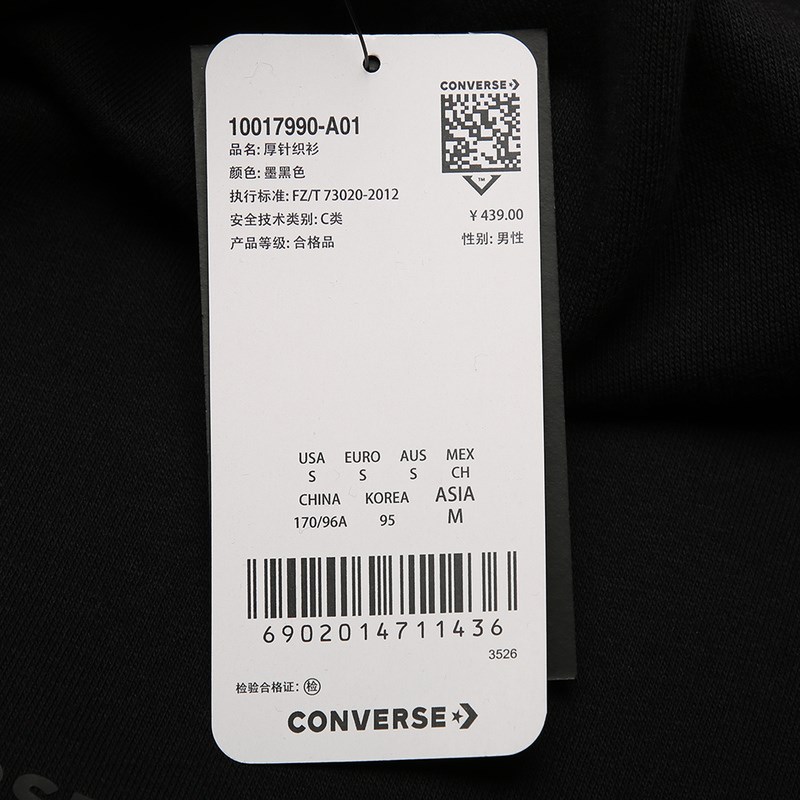 CONVERSE
10017990-A01
品名: 厚针织衫
颜色: 墨黑色
执行标准: FZ/T 73020-2012
安全技术类别: C类
¥ 439.00
产品等级: 合格品
性别: 男性
USA EURO AUS MEX
S S S CH
CHINA KOREA ASIA
170/96A 95 M
6902014711436
3526
检验合格证: 检
CONVERSE